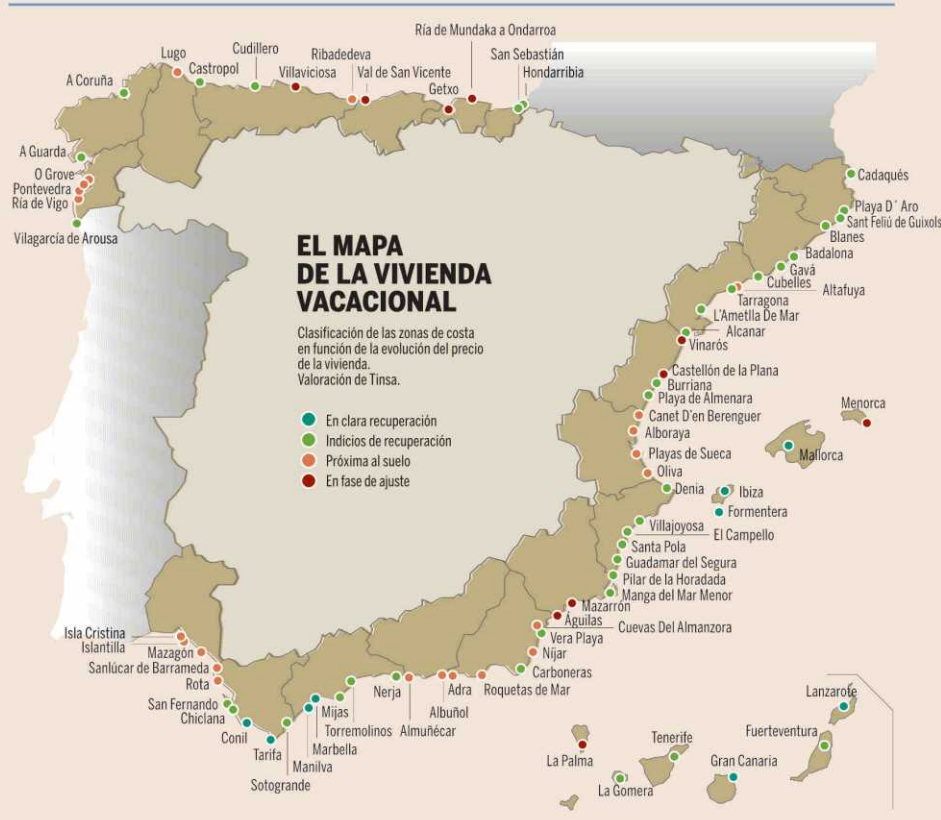 EL MAPA
DE LA VIVIENDA
VACACIONAL
Clasificación de las zonas de costa
en función de la evolución del precio
de la vivienda.
Valoración de Tinsa.
En clara recuperación
Indicios de recuperación
Próxima al suelo
En fase de ajuste
A Coruña
Lugo
Castropol
Cudillero
Villaviciosa
Ribadedeva
Val de San Vicente
Getxo
Ría de Mundaka a Ondarroa
San Sebastián
Hondarribia
A Guarda
O Grove
Pontevedra
Ría de Vigo
Vilagarcía de Arousa
Cadaqués
Playa D´ Aro
Sant Feliú de Guixols
Blanes
Badalona
Gavá
Cubelles
Altafuya
Tarragona
L'Ametlla De Mar
Alcanar
Vinarós
Castellón de la Plana
Burriana
Playa de Almenara
Canet D'en Berenguer
Alboraya
Playas de Sueca
Oliva
Denia
Menorca
Mallorca
Ibiza
Formentera
Villajoyosa
El Campello
Santa Pola
Guadamar del Segura
Pilar de la Horadada
Manga del Mar Menor
Mazarrón
Águilas
Cuevas Del Almanzora
Vera Playa
Níjar
Carboneras
Roquetas de Mar
Adra
Albuñol
Almuñécar
Nerja
Torremolinos
Mijas
Marbella
Manilva
Sotogrande
Tarifa
Conil
Chiclana
San Fernando
Rota
Sanlúcar de Barrameda
Mazagón
Islantilla
Isla Cristina
La Palma
La Gomera
Tenerife
Gran Canaria
Fuerteventura
Lanzarote